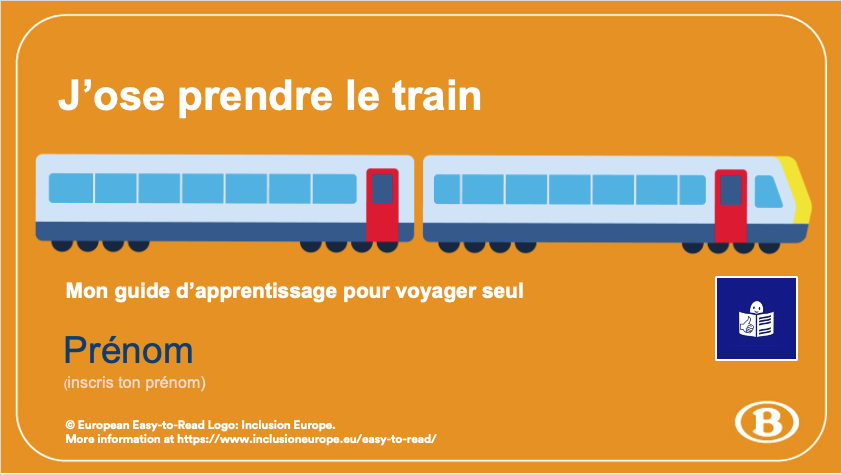 J’ose prendre le train
Mon guide d’apprentissage pour voyager seul
Prénom
(inscris ton prénom)
© European Easy-to-Read Logo: Inclusion Europe.
More information at https://www.inclusioneurope.eu/easy-to-read/
B